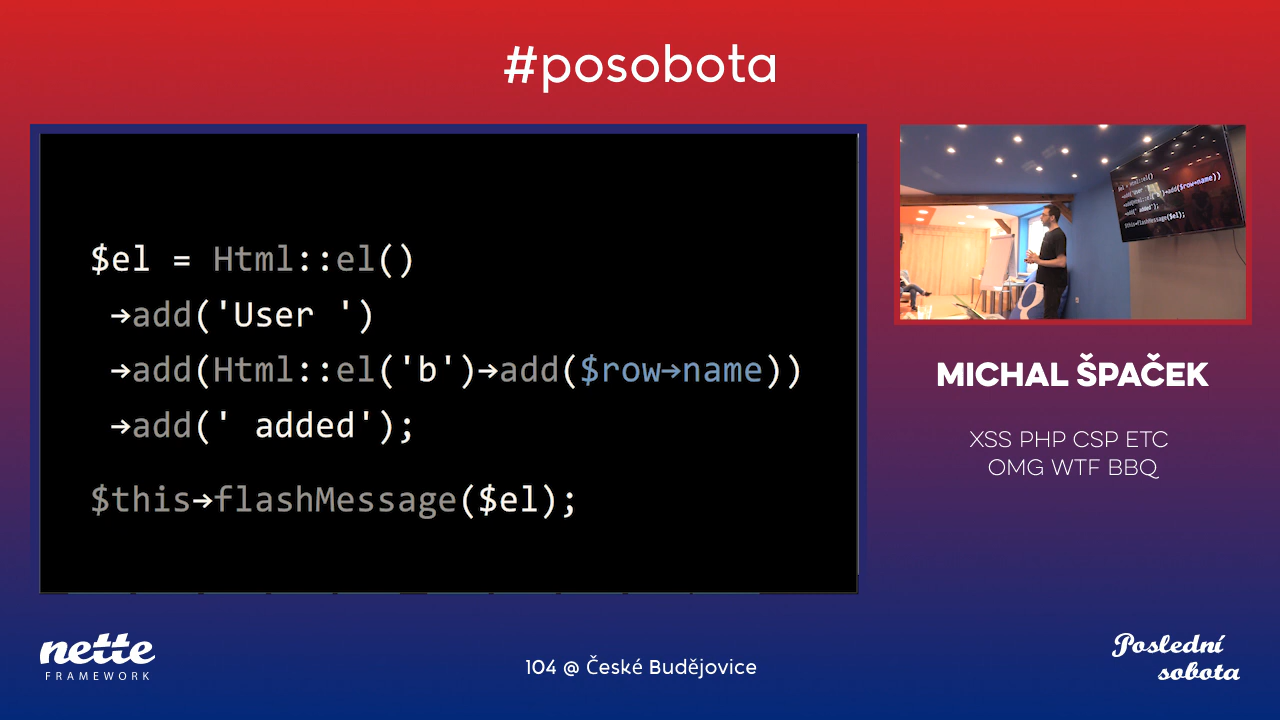 #posobota
$el = Html::el()
→add('User ')
→add(Html::el('b')→add($row→name))
→add(' added');
$this→flashMessage($el);
MICHAL ŠPAČEK
XSS PHP CSP ETC
OMG WTF BBQ
nette
FRAMEWORK
104 @ České Budějovice
Poslední
sobota